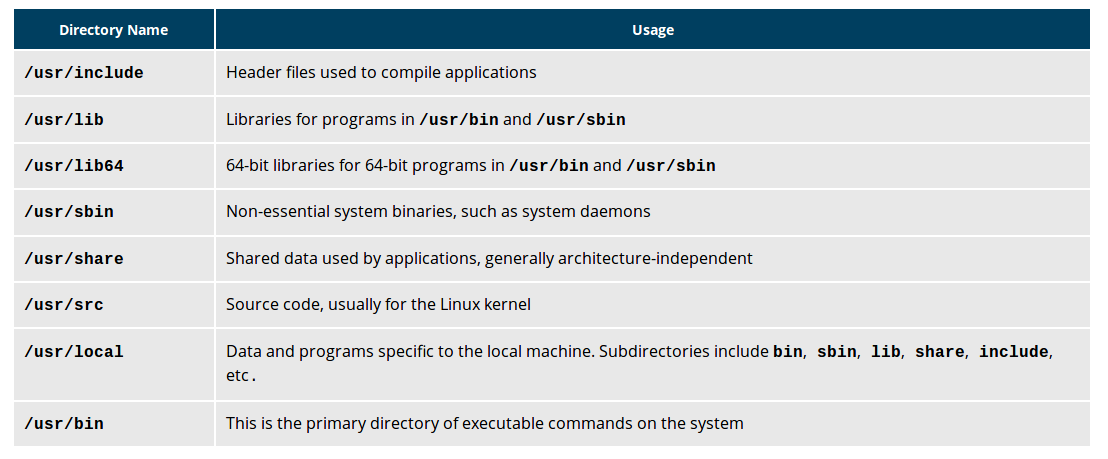 Directory Name Usage
/usr/include Header files used to compile applications
/usr/lib Libraries for programs in /usr/bin and /usr/sbin
/usr/lib64 64-bit libraries for 64-bit programs in /usr/bin and /usr/sbin
/usr/sbin Non-essential system binaries, such as system daemons
/usr/share Shared data used by applications, generally architecture-independent
/usr/src Source code, usually for the Linux kernel
/usr/local Data and programs specific to the local machine. Subdirectories include bin, sbin, lib, share, include,
etc.
/usr/bin This is the primary directory of executable commands on the system